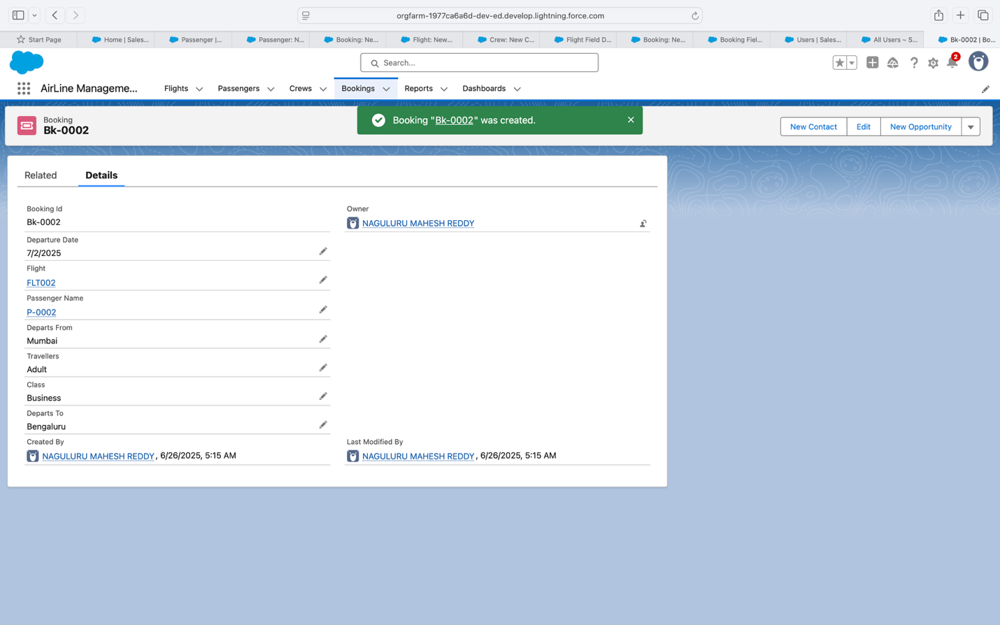 orgfarm-1977ca6a6d-dev-ed.develop.lightning.force.com
Start Page
Home | Sales...
Passenger |...
Passenger: N...
Booking: Ne...
Flight: New...
Crew: New C...
Flight Field D...
Booking: Ne...
Booking Fiel...
Users | Sales...
All Users ~ S...
Bk-0002 | Bo...
Search...
2
AirLine Manageme...
Flights
Passengers
Crews
Bookings
Reports
Dashboards
Booking
Bk-0002
Booking "Bk-0002" was created.
New Contact
Edit
New Opportunity
Related
Details
Booking Id
Bk-0002
Owner
NAGULURU MAHESH REDDY
Departure Date
7/2/2025
Flight
FLT002
Passenger Name
P-0002
Departs From
Mumbai
Travellers
Adult
Class
Business
Departs To
Bengaluru
Created By
NAGULURU MAHESH REDDY, 6/26/2025, 5:15 AM
Last Modified By
NAGULURU MAHESH REDDY, 6/26/2025, 5:15 AM